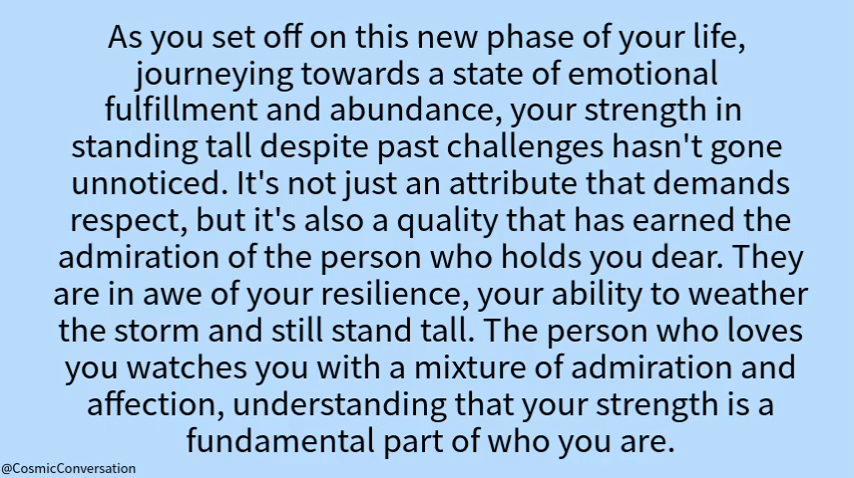 As you set off on this new phase of your life,
journeying towards a state of emotional
fulfillment and abundance, your strength in
standing tall despite past challenges hasn't gone
unnoticed. It's not just an attribute that demands
respect, but it's also a quality that has earned the
admiration of the person who holds you dear. They
are in awe of your resilience, your ability to weather
the storm and still stand tall. The person who loves
you watches you with a mixture of admiration and
affection, understanding that your strength is a
fundamental part of who you are.
@CosmicConversation